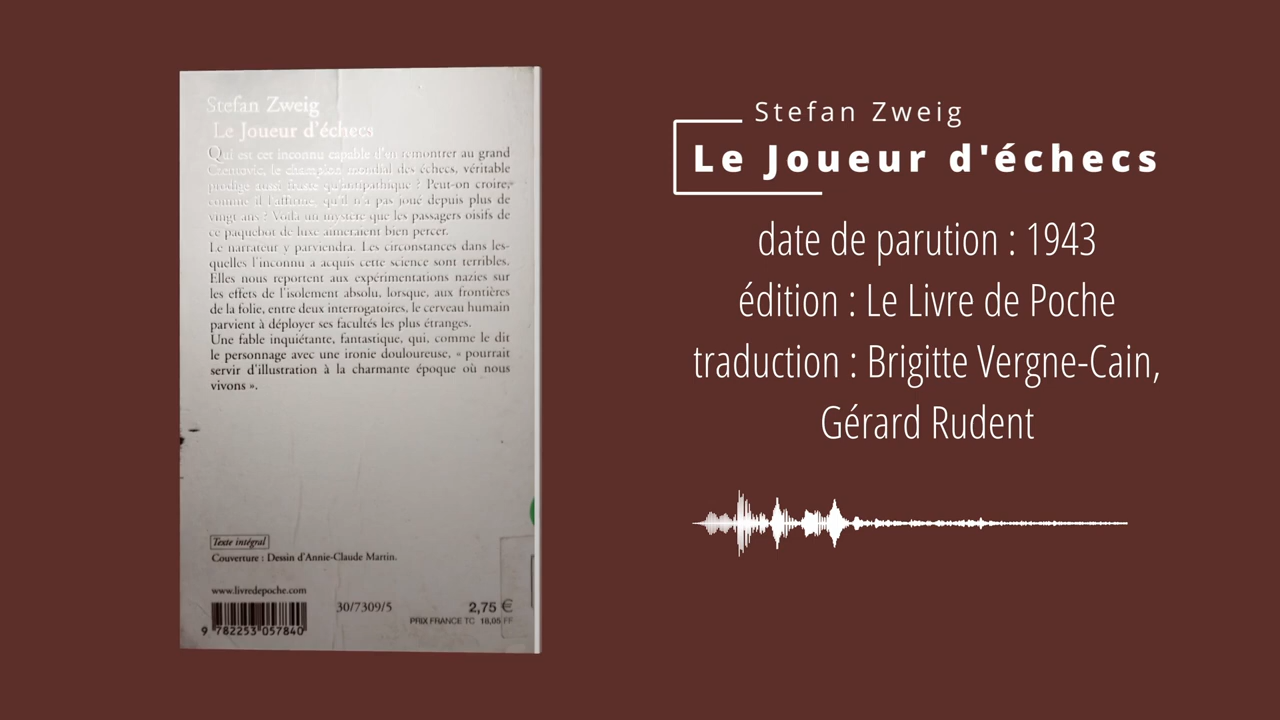 Stefan Zweig
Le Joueur d'échecs
Qui est cet inconnu capable d'en remontrer au grand
Czentovic, le champion mondial des échecs, véritable
prodige aussi fruste qu'antipathique ? Peut-on croire,
comme il l'affirme, qu'il n'a pas joué depuis plus de
vingt ans ? Voilà un mystère que les passagers oisifs de
ce paquebot de luxe aimeraient bien percer.
Le narrateur y parviendra. Les circonstances dans les-
quelles l'inconnu a acquis cette science sont terribles.
Elles nous reportent aux expérimentations nazies sur
les effets de l'isolement absolu, lorsque, aux frontières
de la folie, entre deux interrogatoires, le cerveau humain
parvient à déployer ses facultés les plus étranges.
Une fable inquiétante, fantastique, qui, comme le dit
le personnage avec une ironie douloureuse, « pourrait
servir d'illustration à la charmante époque où nous
vivons ».
Texte intégral
Couverture : Dessin d'Annie-Claude Martin.
www.livredepoche.com
30/7309/5
2,75 €
PRIX FRANCE TC 18,05 FF
9 782253 057840
Stefan Zweig
Le Joueur d'échecs
date de parution : 1943
édition : Le Livre de Poche
traduction : Brigitte Vergne-Cain,
Gérard Rudent